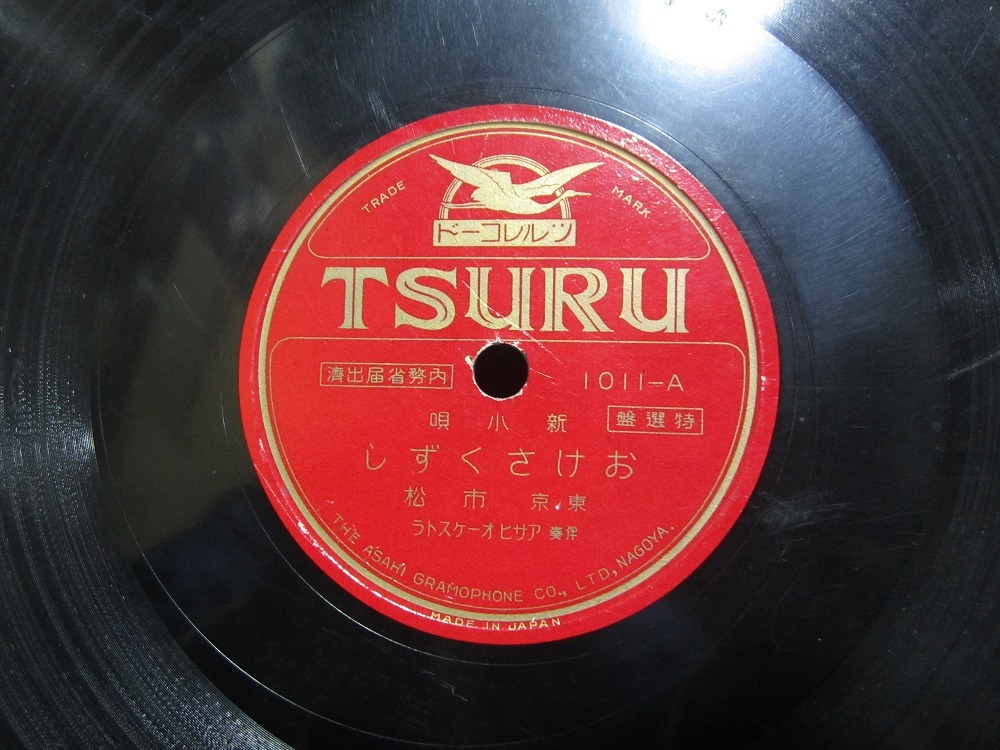 TRADE MARK
ツルレコード
TSURU
内務省届出濟
1011-A
特選盤
新小唄
おけさくずし
東京 市松
伴奏 アサヒオーケストラ
THE ASAHI GRAMOPHONE CO., LTD, NAGOYA.
MADE IN JAPAN